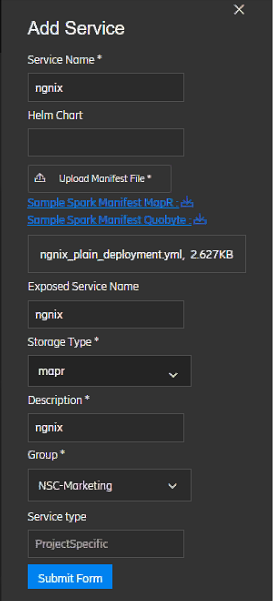 Add Service
Service Name *
ngnix
Helm Chart
Upload Manifest File *
Sample Spark Manifest MapR :
Sample Spark Manifest Quobyte :
ngnix_plain_deployment.yml, 2.627KB
Exposed Service Name
ngnix
Storage Type *
mapr
Description *
ngnix
Group *
NSC-Marketing
Service type
ProjectSpecific
Submit Form